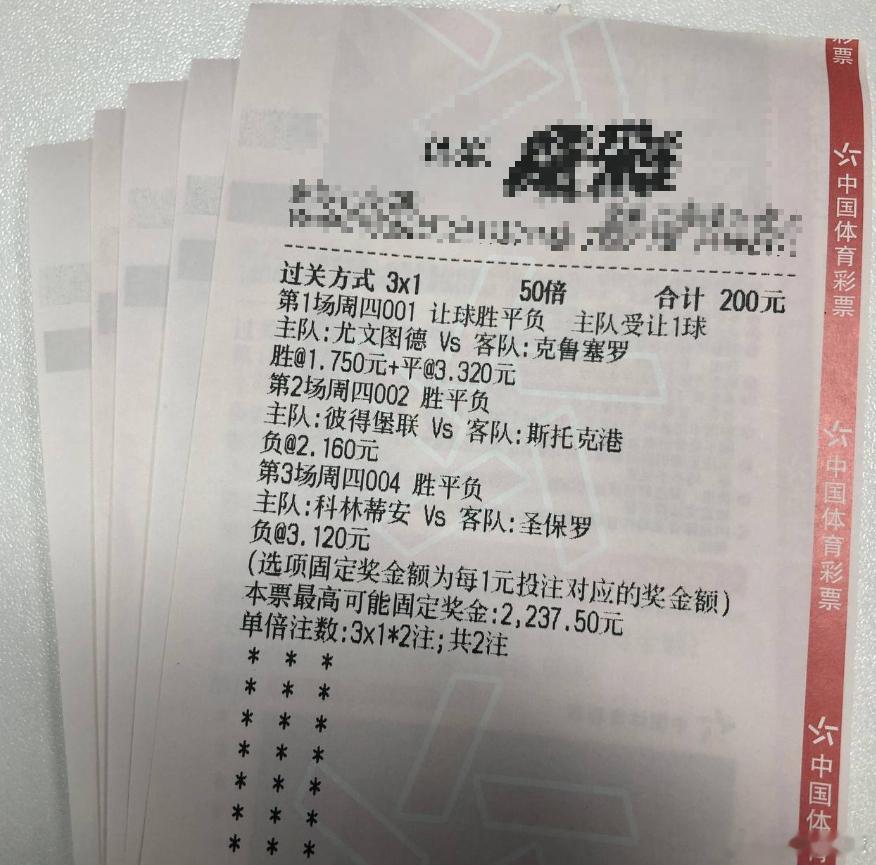 过关方式 3x1 50倍 合计 200元
第1场周四001 让球胜平负 主队受让1球
主队:尤文图德 Vs 客队:克鲁塞罗
胜@1.750元+平@3.320元
第2场周四002 胜平负
主队:彼得堡联 Vs 客队:斯托克港
负@2.160元
第3场周四004 胜平负
主队:科林蒂安 Vs 客队:圣保罗
负@3.120元
(选项固定奖金额为每1元投注对应的奖金额)
本票最高可能固定奖金:2,237.50元
单倍注数:3x1*2注;共2注
* * *
* * *
* * *
* * *
* * *
* * *
* * *
彩票
中国体育彩票
中国体育彩票
中国体